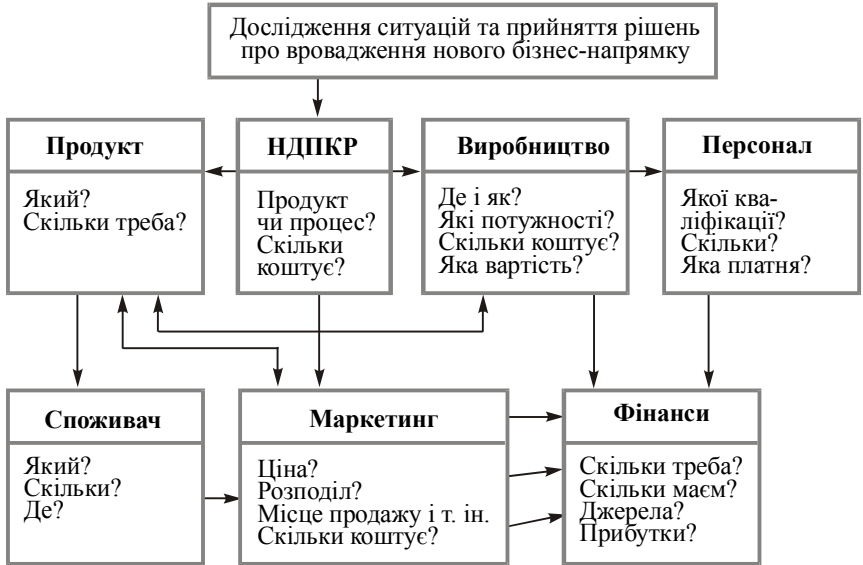 Дослідження ситуацій та прийняття рішень
про вровадження нового бізнес-напрямку
Продукт
Який?
Скільки треба?
НДПКР
Продукт
чи процес?
Скільки
коштує?
Виробництво
Де і як?
Які потужності?
Скільки коштує?
Яка вартість?
Персонал
Якої ква-
ліфікації?
Скільки?
Яка платня?
Споживач
Який?
Скільки?
Де?
Маркетинг
Ціна?
Розподіл?
Місце продажу і т. ін.
Скільки коштує?
Фінанси
Скільки треба?
Скільки маєм?
Джерела?
Прибутки?